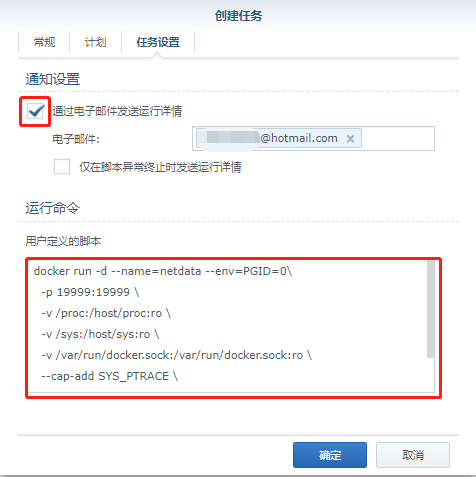 创建任务
常规 计划 任务设置
通知设置
通过电子邮件发送运行详情
电子邮件: @hotmail.com ×
仅在脚本异常终止时发送运行详情
运行命令
用户定义的脚本
docker run -d --name=netdata --env=PGID=0\
-p 19999:19999 \
-v /proc:/host/proc:ro \
-v /sys:/host/sys:ro \
-v /var/run/docker.sock:/var/run/docker.sock:ro \
--cap-add SYS_PTRACE \
确定 取消